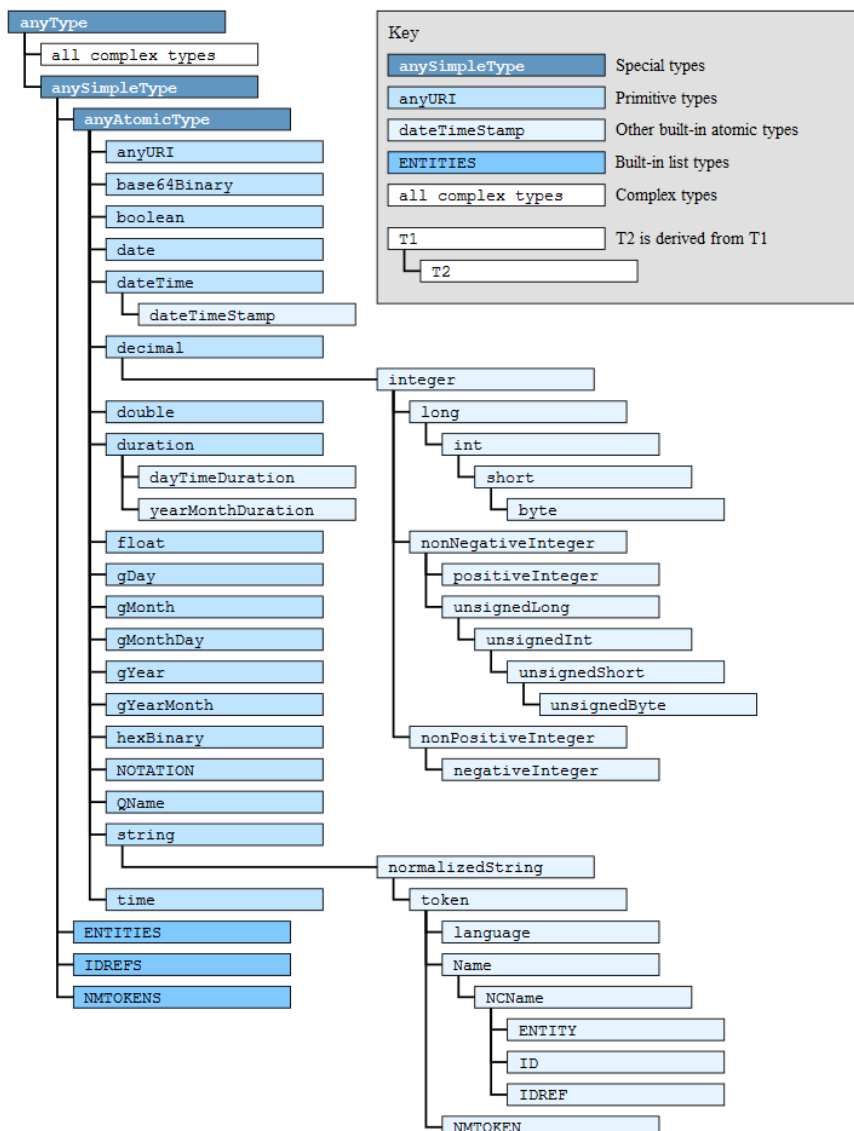 anyType
all complex types
anySimpleType
anyAtomicType
anyURI
base64Binary
boolean
date
dateTime
dateTimeStamp
decimal
integer
long
int
short
byte
nonNegativeInteger
positiveInteger
unsignedLong
unsignedInt
unsignedShort
unsignedByte
nonPositiveInteger
negativeInteger
double
duration
dayTimeDuration
yearMonthDuration
float
gDay
gMonth
gMonthDay
gYear
gYearMonth
hexBinary
NOTATION
QName
string
normalizedString
token
language
Name
NCName
ENTITY
ID
IDREF
NMTOKEN
time
ENTITIES
IDREFS
NMTOKENS
Key
anySimpleType Special types
anyURI Primitive types
dateTimeStamp Other built-in atomic types
ENTITIES Built-in list types
all complex types Complex types
T1 T2 is derived from T1
T2